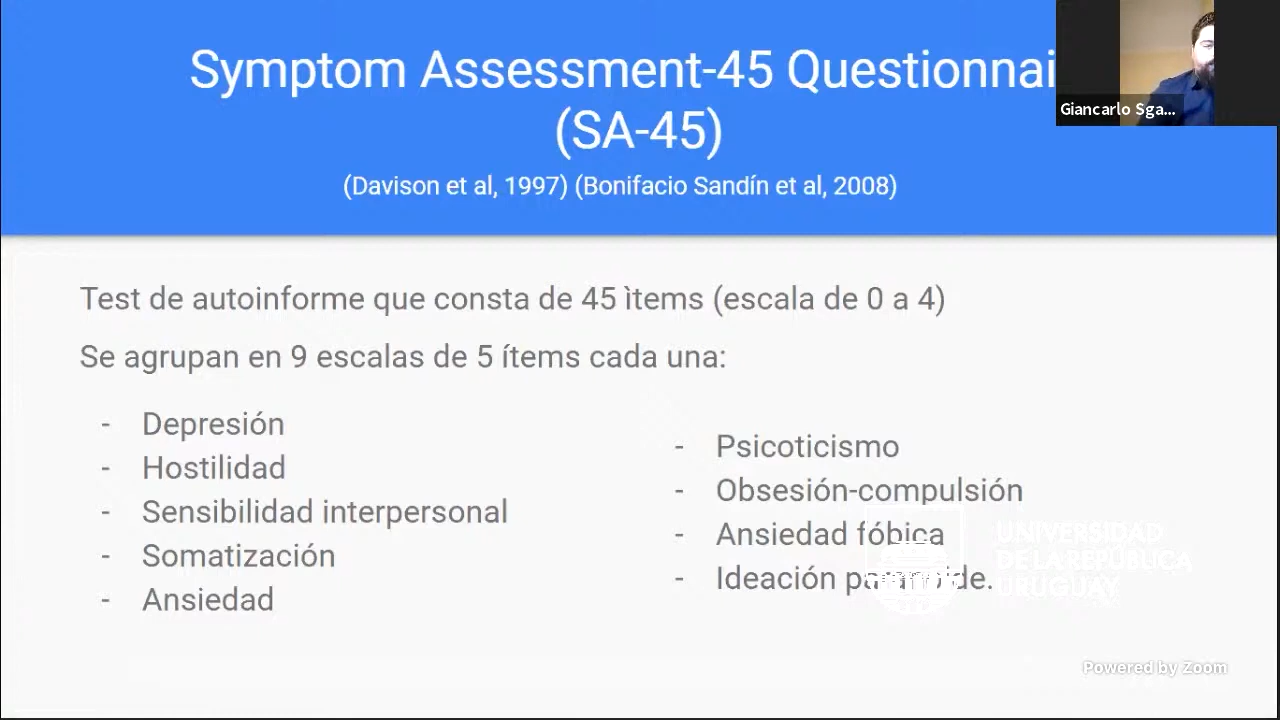 Symptom Assessment-45 Questionnai
(SA-45)
(Davison et al, 1997) (Bonifacio Sandín et al, 2008)
Giancarlo Sga...
Test de autoinforme que consta de 45 ìtems (escala de 0 a 4)
Se agrupan en 9 escalas de 5 ítems cada una:
- Depresión
- Hostilidad
- Sensibilidad interpersonal
- Somatización
- Ansiedad
- Psicoticismo
- Obsesión-compulsión
- Ansiedad fóbica
- Ideación paranoide.
UNIVERSIDAD
DE LA REPÚBLICA
URUGUAY
Powered by Zoom